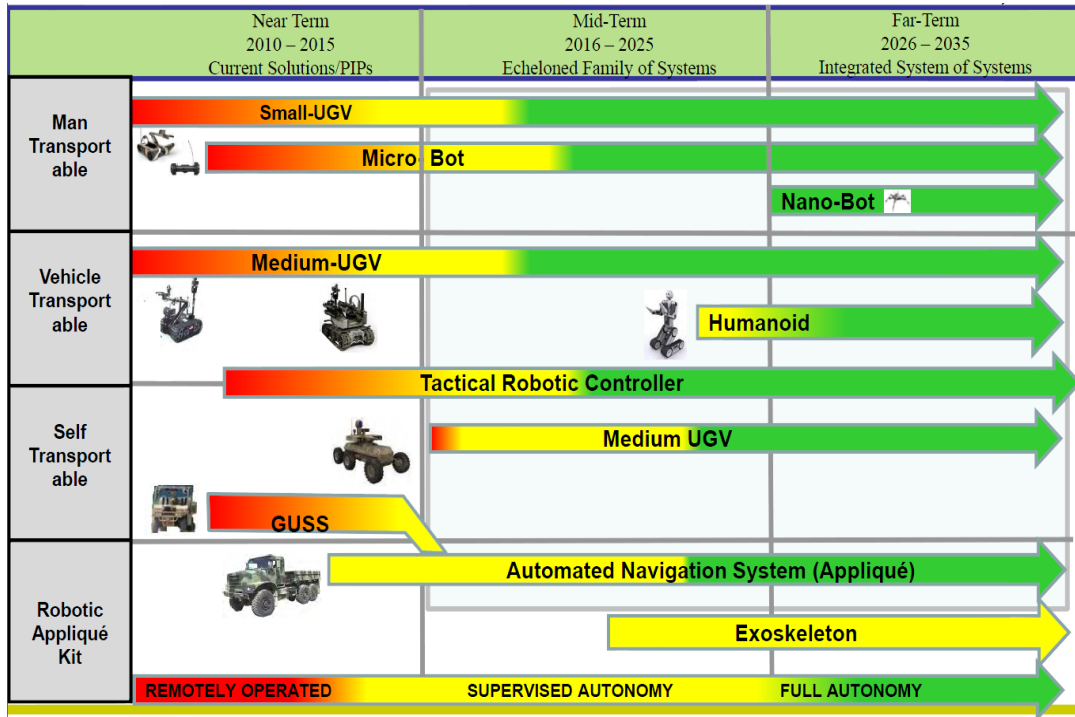 Near Term
2010 – 2015
Current Solutions/PIPs
Mid-Term
2016 – 2025
Echeloned Family of Systems
Far-Term
2026 – 2035
Integrated System of Systems
Man
Transport
able
Small-UGV
Micro-Bot
Nano-Bot
Vehicle
Transport
able
Medium-UGV
Humanoid
Tactical Robotic Controller
Self
Transport
able
Medium UGV
GUSS
Robotic
Appliqué
Kit
Automated Navigation System (Appliqué)
Exoskeleton
REMOTELY OPERATED
SUPERVISED AUTONOMY
FULL AUTONOMY